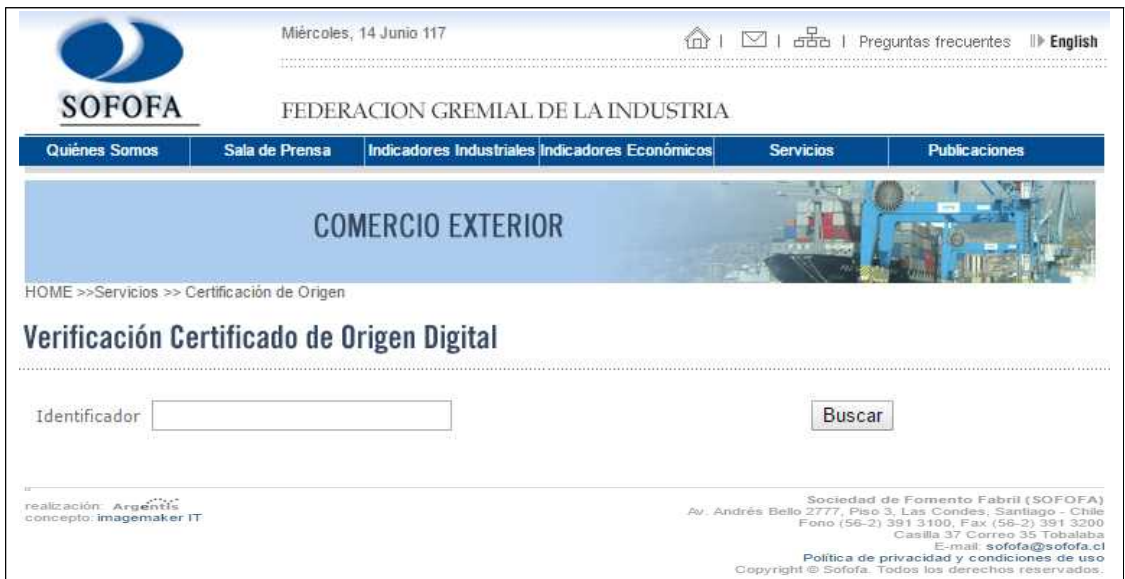 SOFOFA
Miércoles, 14 Junio 117
Preguntas frecuentes
English
FEDERACION GREMIAL DE LA INDUSTRIA
Quiénes Somos
Sala de Prensa
Indicadores Industriales
Indicadores Económicos
Servicios
Publicaciones
COMERCIO EXTERIOR
HOME >>Servicios >> Certificación de Origen
Verificación Certificado de Origen Digital
Identificador
Buscar
realización: Argentis
concepto: imagemaker IT
Sociedad de Fomento Fabril (SOFOFA)
Av. Andrés Bello 2777, Piso 3, Las Condes, Santiago - Chile
Fono (56-2) 391 3100, Fax (56-2) 391 3200
Casilla 37 Correo 35 Tobalaba
E-mail: sofofa@sofofa.cl
Política de privacidad y condiciones de uso
Copyright © Sofofa. Todos los derechos reservados.